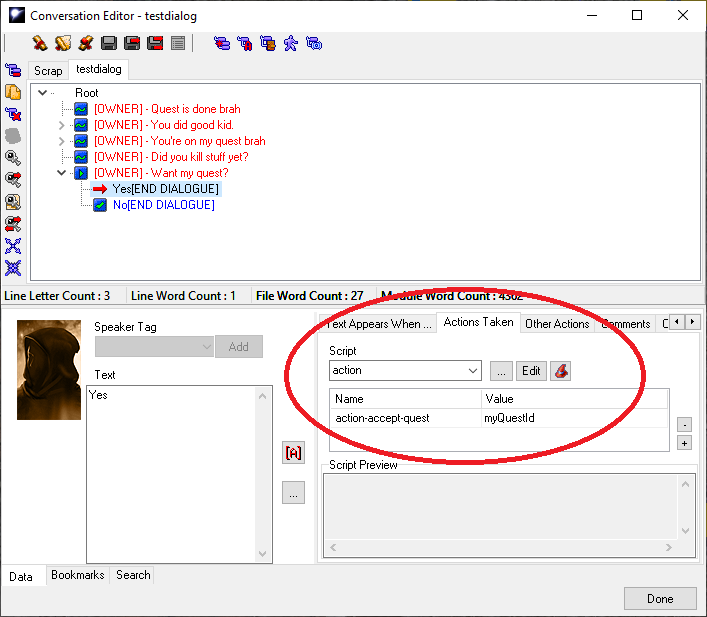 Conversation Editor - testdialog
Scrap testdialog
Root
[OWNER] - Quest is done brah
[OWNER] - You did good kid.
[OWNER] - You're on my quest brah
[OWNER] - Did you kill stuff yet?
[OWNER] - Want my quest?
Yes[END DIALOGUE]
No[END DIALOGUE]
Line Letter Count : 3 Line Word Count : 1 File Word Count : 27 Module Word Count : 4302
Speaker Tag
Add
Text
Yes
[A]
...
Text Appears When ... Actions Taken Other Actions Comments
Script
action ... Edit
Name Value
action-accept-quest myQuestId
-
+
Script Preview
Data Bookmarks Search
Done